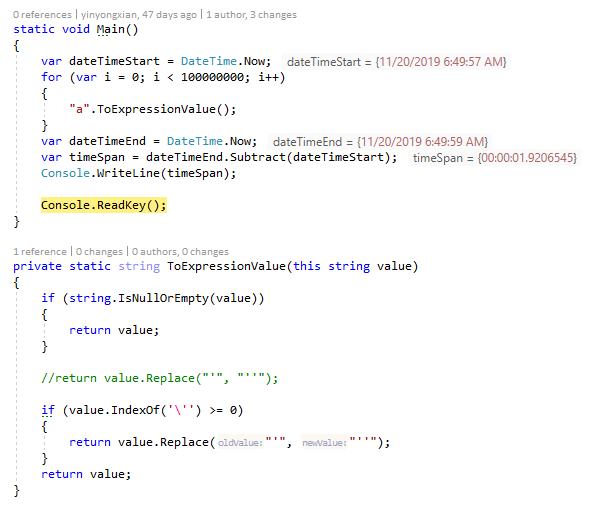 0 references | yinyongxian, 47 days ago | 1 author, 3 changes
static void Main()
{
var dateTimeStart = DateTime.Now; dateTimeStart = {11/20/2019 6:49:57 AM}
for (var i = 0; i < 100000000; i++)
{
"a".ToExpressionValue();
}
var dateTimeEnd = DateTime.Now; dateTimeEnd = {11/20/2019 6:49:59 AM}
var timeSpan = dateTimeEnd.Subtract(dateTimeStart); timeSpan = {00:00:01.9206545}
Console.WriteLine(timeSpan);
Console.ReadKey();
}
1 reference | 0 changes | 0 authors, 0 changes
private static string ToExpressionValue(this string value)
{
if (string.IsNullOrEmpty(value))
{
return value;
}
//return value.Replace("'", "''");
if (value.IndexOf('\'') >= 0)
{
return value.Replace(oldValue: "'", newValue: "''");
}
return value;
}